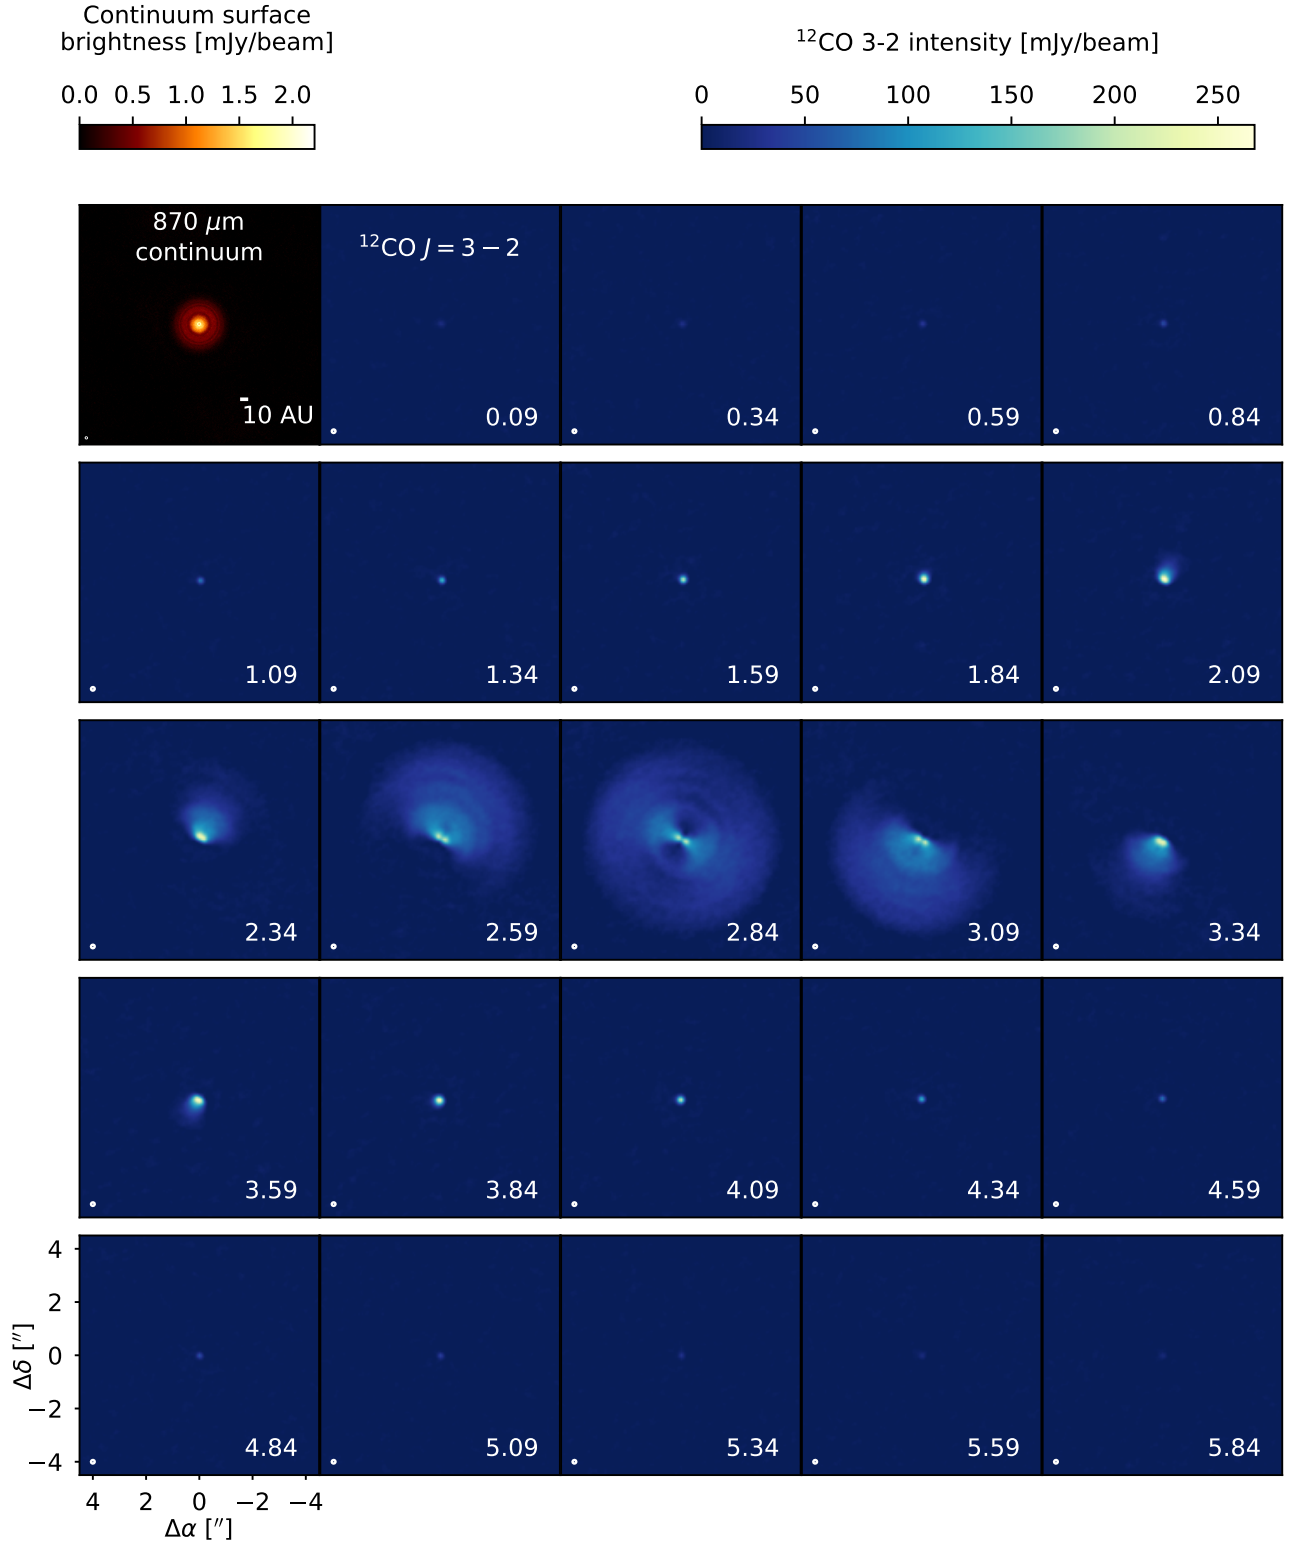 Continuum surface
brightness [mJy/beam]
0.0 0.5 1.0 1.5 2.0
¹²CO 3-2 intensity [mJy/beam]
0 50 100 150 200 250
870 μm
continuum
10 AU
¹²CO J = 3 − 2
0.09 0.34 0.59 0.84
1.09 1.34 1.59 1.84 2.09
2.34 2.59 2.84 3.09 3.34
3.59 3.84 4.09 4.34 4.59
4.84 5.09 5.34 5.59 5.84
4
2
0
−2
−4
Δδ [″]
4 2 0 −2 −4
Δα [″]